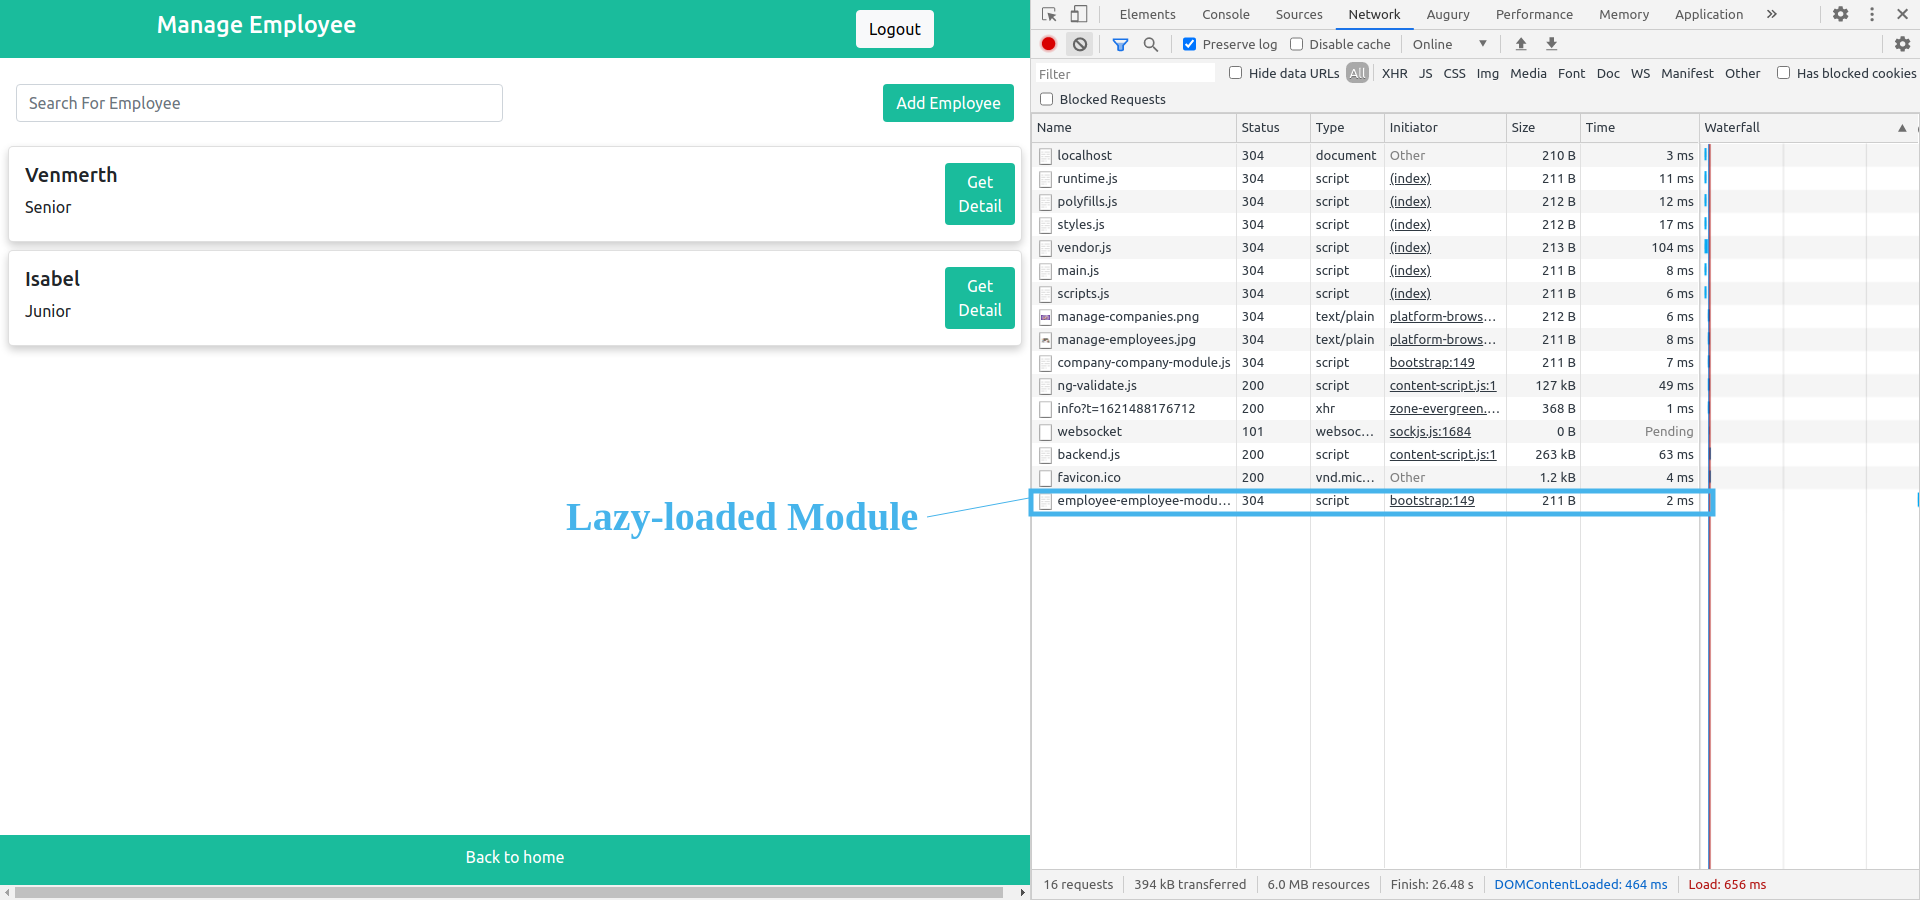 Manage Employee
Logout
Search For Employee
Add Employee
Venmerth
Senior
Get
Detail
Isabel
Junior
Get
Detail
Lazy-loaded Module
Back to home
Elements Console Sources Network Augury Performance Memory Application
Preserve log Disable cache Online
Filter Hide data URLs All XHR JS CSS Img Media Font Doc WS Manifest Other Has blocked cookies
Blocked Requests
Name Status Type Initiator Size Time Waterfall
localhost 304 document Other 210 B 3 ms
runtime.js 304 script (index) 211 B 11 ms
polyfills.js 304 script (index) 212 B 12 ms
styles.js 304 script (index) 212 B 17 ms
vendor.js 304 script (index) 213 B 104 ms
main.js 304 script (index) 211 B 8 ms
scripts.js 304 script (index) 211 B 6 ms
manage-companies.png 304 text/plain platform-brows… 212 B 6 ms
manage-employees.jpg 304 text/plain platform-brows… 211 B 8 ms
company-company-module.js 304 script bootstrap:149 211 B 7 ms
ng-validate.js 200 script content-script.js:1 127 kB 49 ms
info?t=1621488176712 200 xhr zone-evergreen.… 368 B 1 ms
websocket 101 websoc… sockjs.js:1684 0 B Pending
backend.js 200 script content-script.js:1 263 kB 63 ms
favicon.ico 200 vnd.mic… Other 1.2 kB 4 ms
employee-employee-modu… 304 script bootstrap:149 211 B 2 ms
16 requests 394 kB transferred 6.0 MB resources Finish: 26.48 s DOMContentLoaded: 464 ms Load: 656 ms